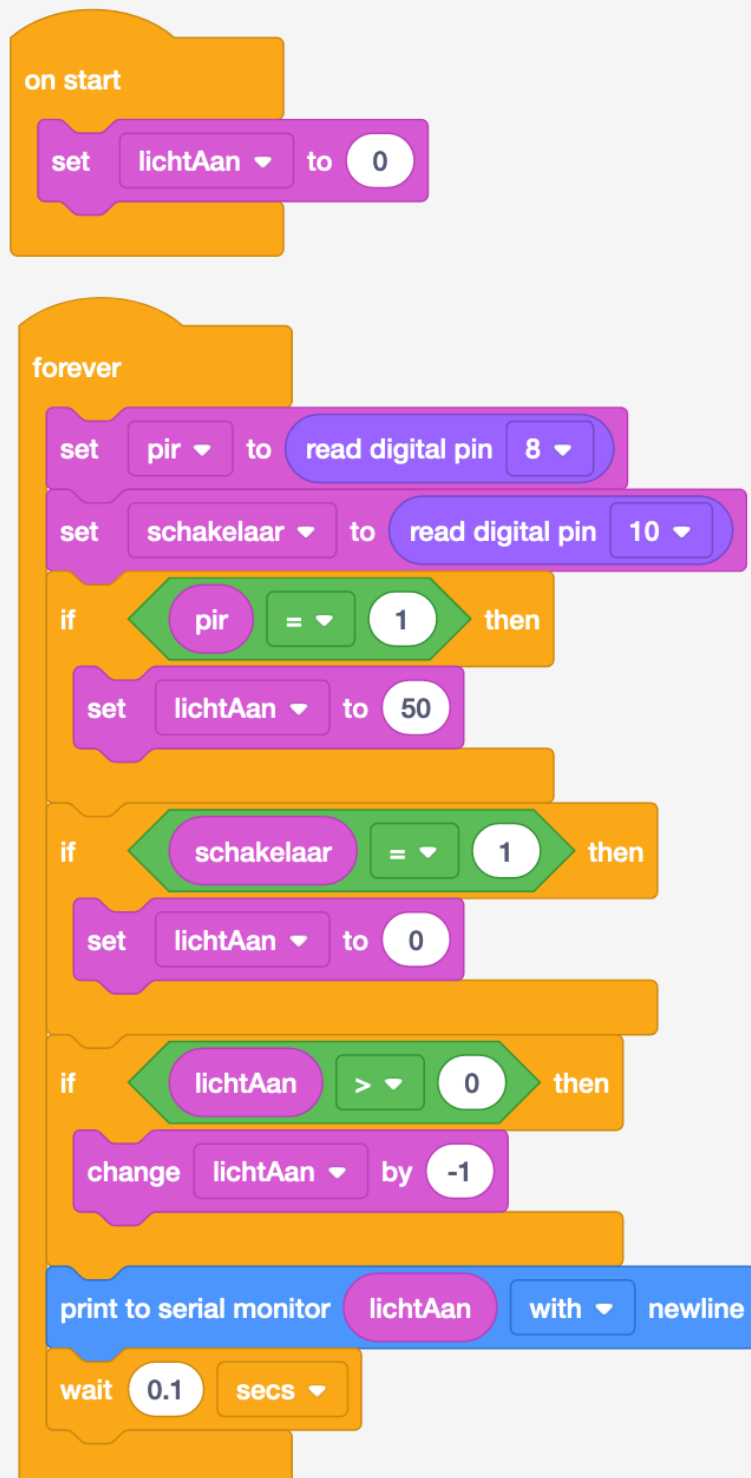 on start
set lichtAan to 0
forever
set pir to read digital pin 8
set schakelaar to read digital pin 10
if pir = 1 then
set lichtAan to 50
if schakelaar = 1 then
set lichtAan to 0
if lichtAan > 0 then
change lichtAan by -1
print to serial monitor lichtAan with newline
wait 0.1 secs